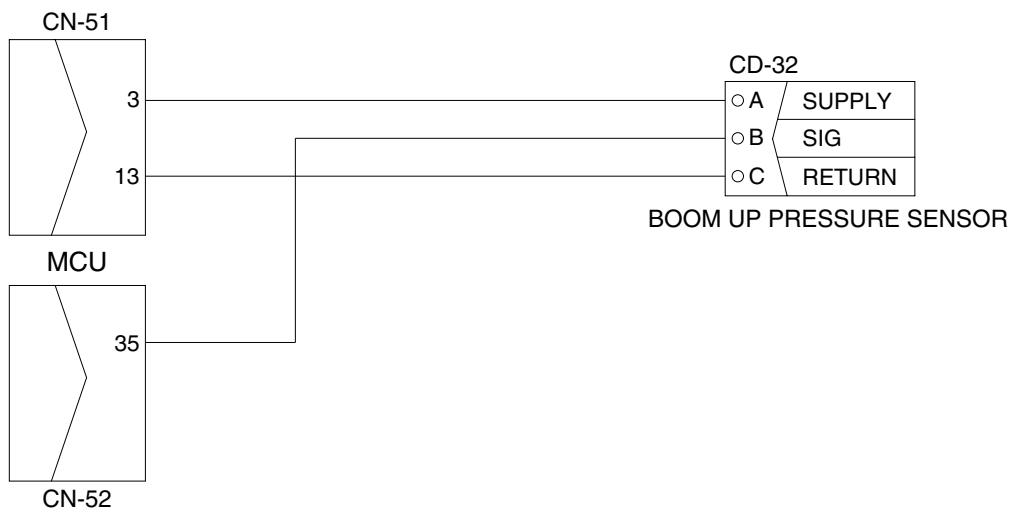 CN-51
CD-32
3
A SUPPLY
B SIG
13
C RETURN
BOOM UP PRESSURE SENSOR
MCU
35
CN-52